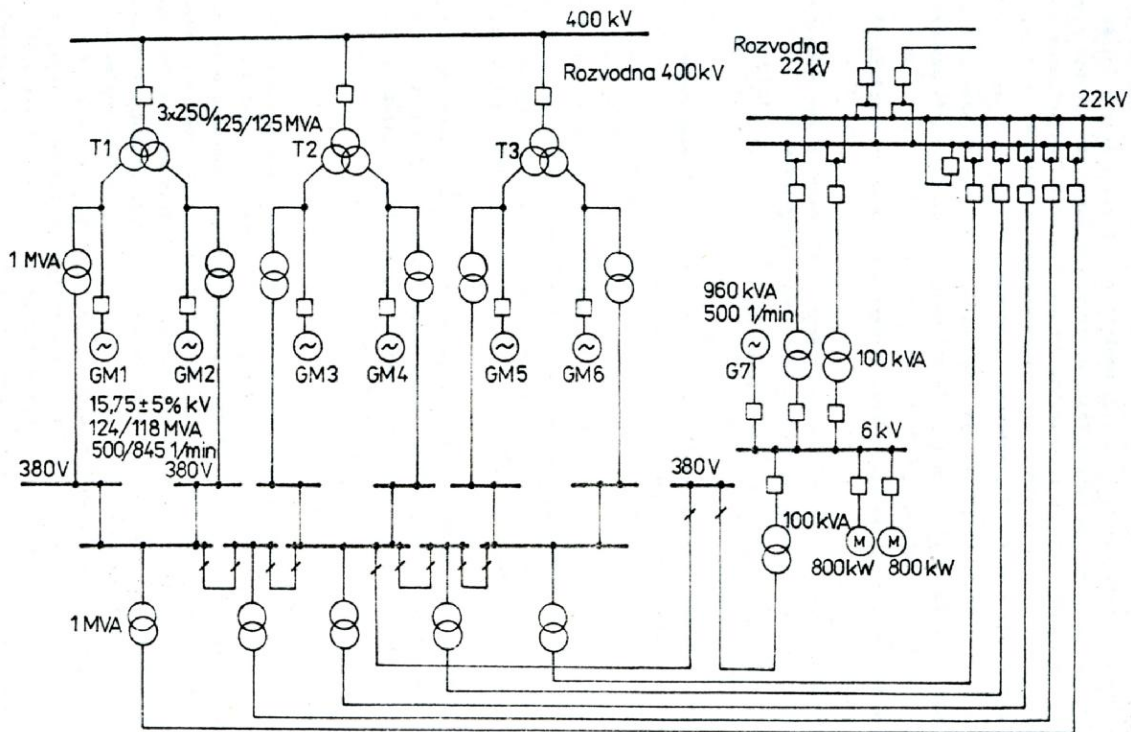 400 kV
Rozvodna 400kV
Rozvodna
22 kV
22 kV
3x250/125/125 MVA
T1
T2
T3
1 MVA
960 kVA
500 1/min
100 kVA
GM1
GM2
GM3
GM4
GM5
GM6
G7
15,75 ± 5% kV
124/118 MVA
500/845 1/min
6 kV
380V
380V
380V
100 kVA
M
M
800kW
800kW
1 MVA